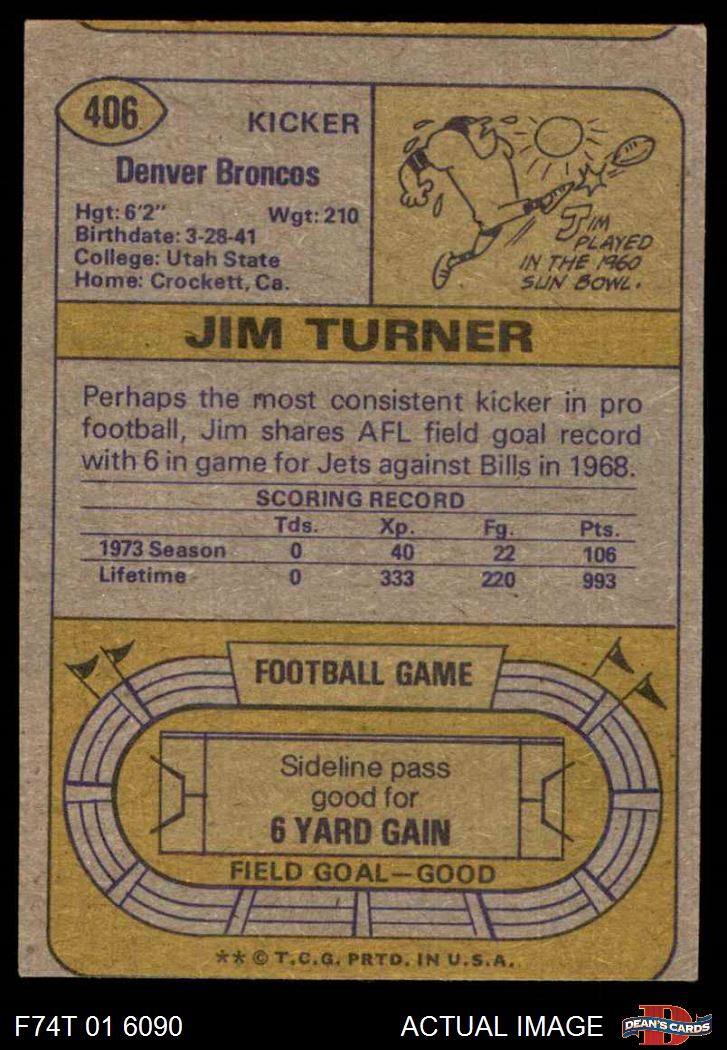 406
KICKER
Denver Broncos
Hgt: 6'2" Wgt: 210
Birthdate: 3-28-41
College: Utah State
Home: Crockett, Ca.
JIM
PLAYED
IN THE 1960
SUN BOWL.
JIM TURNER
Perhaps the most consistent kicker in pro
football, Jim shares AFL field goal record
with 6 in game for Jets against Bills in 1968.
SCORING RECORD
Tds. Xp. Fg. Pts.
1973 Season 0 40 22 106
Lifetime 0 333 220 993
FOOTBALL GAME
Sideline pass
good for
6 YARD GAIN
FIELD GOAL—GOOD
** © T.C.G. PRTD. IN U.S.A.
F74T 01 6090 ACTUAL IMAGE D DEAN'S CARDS